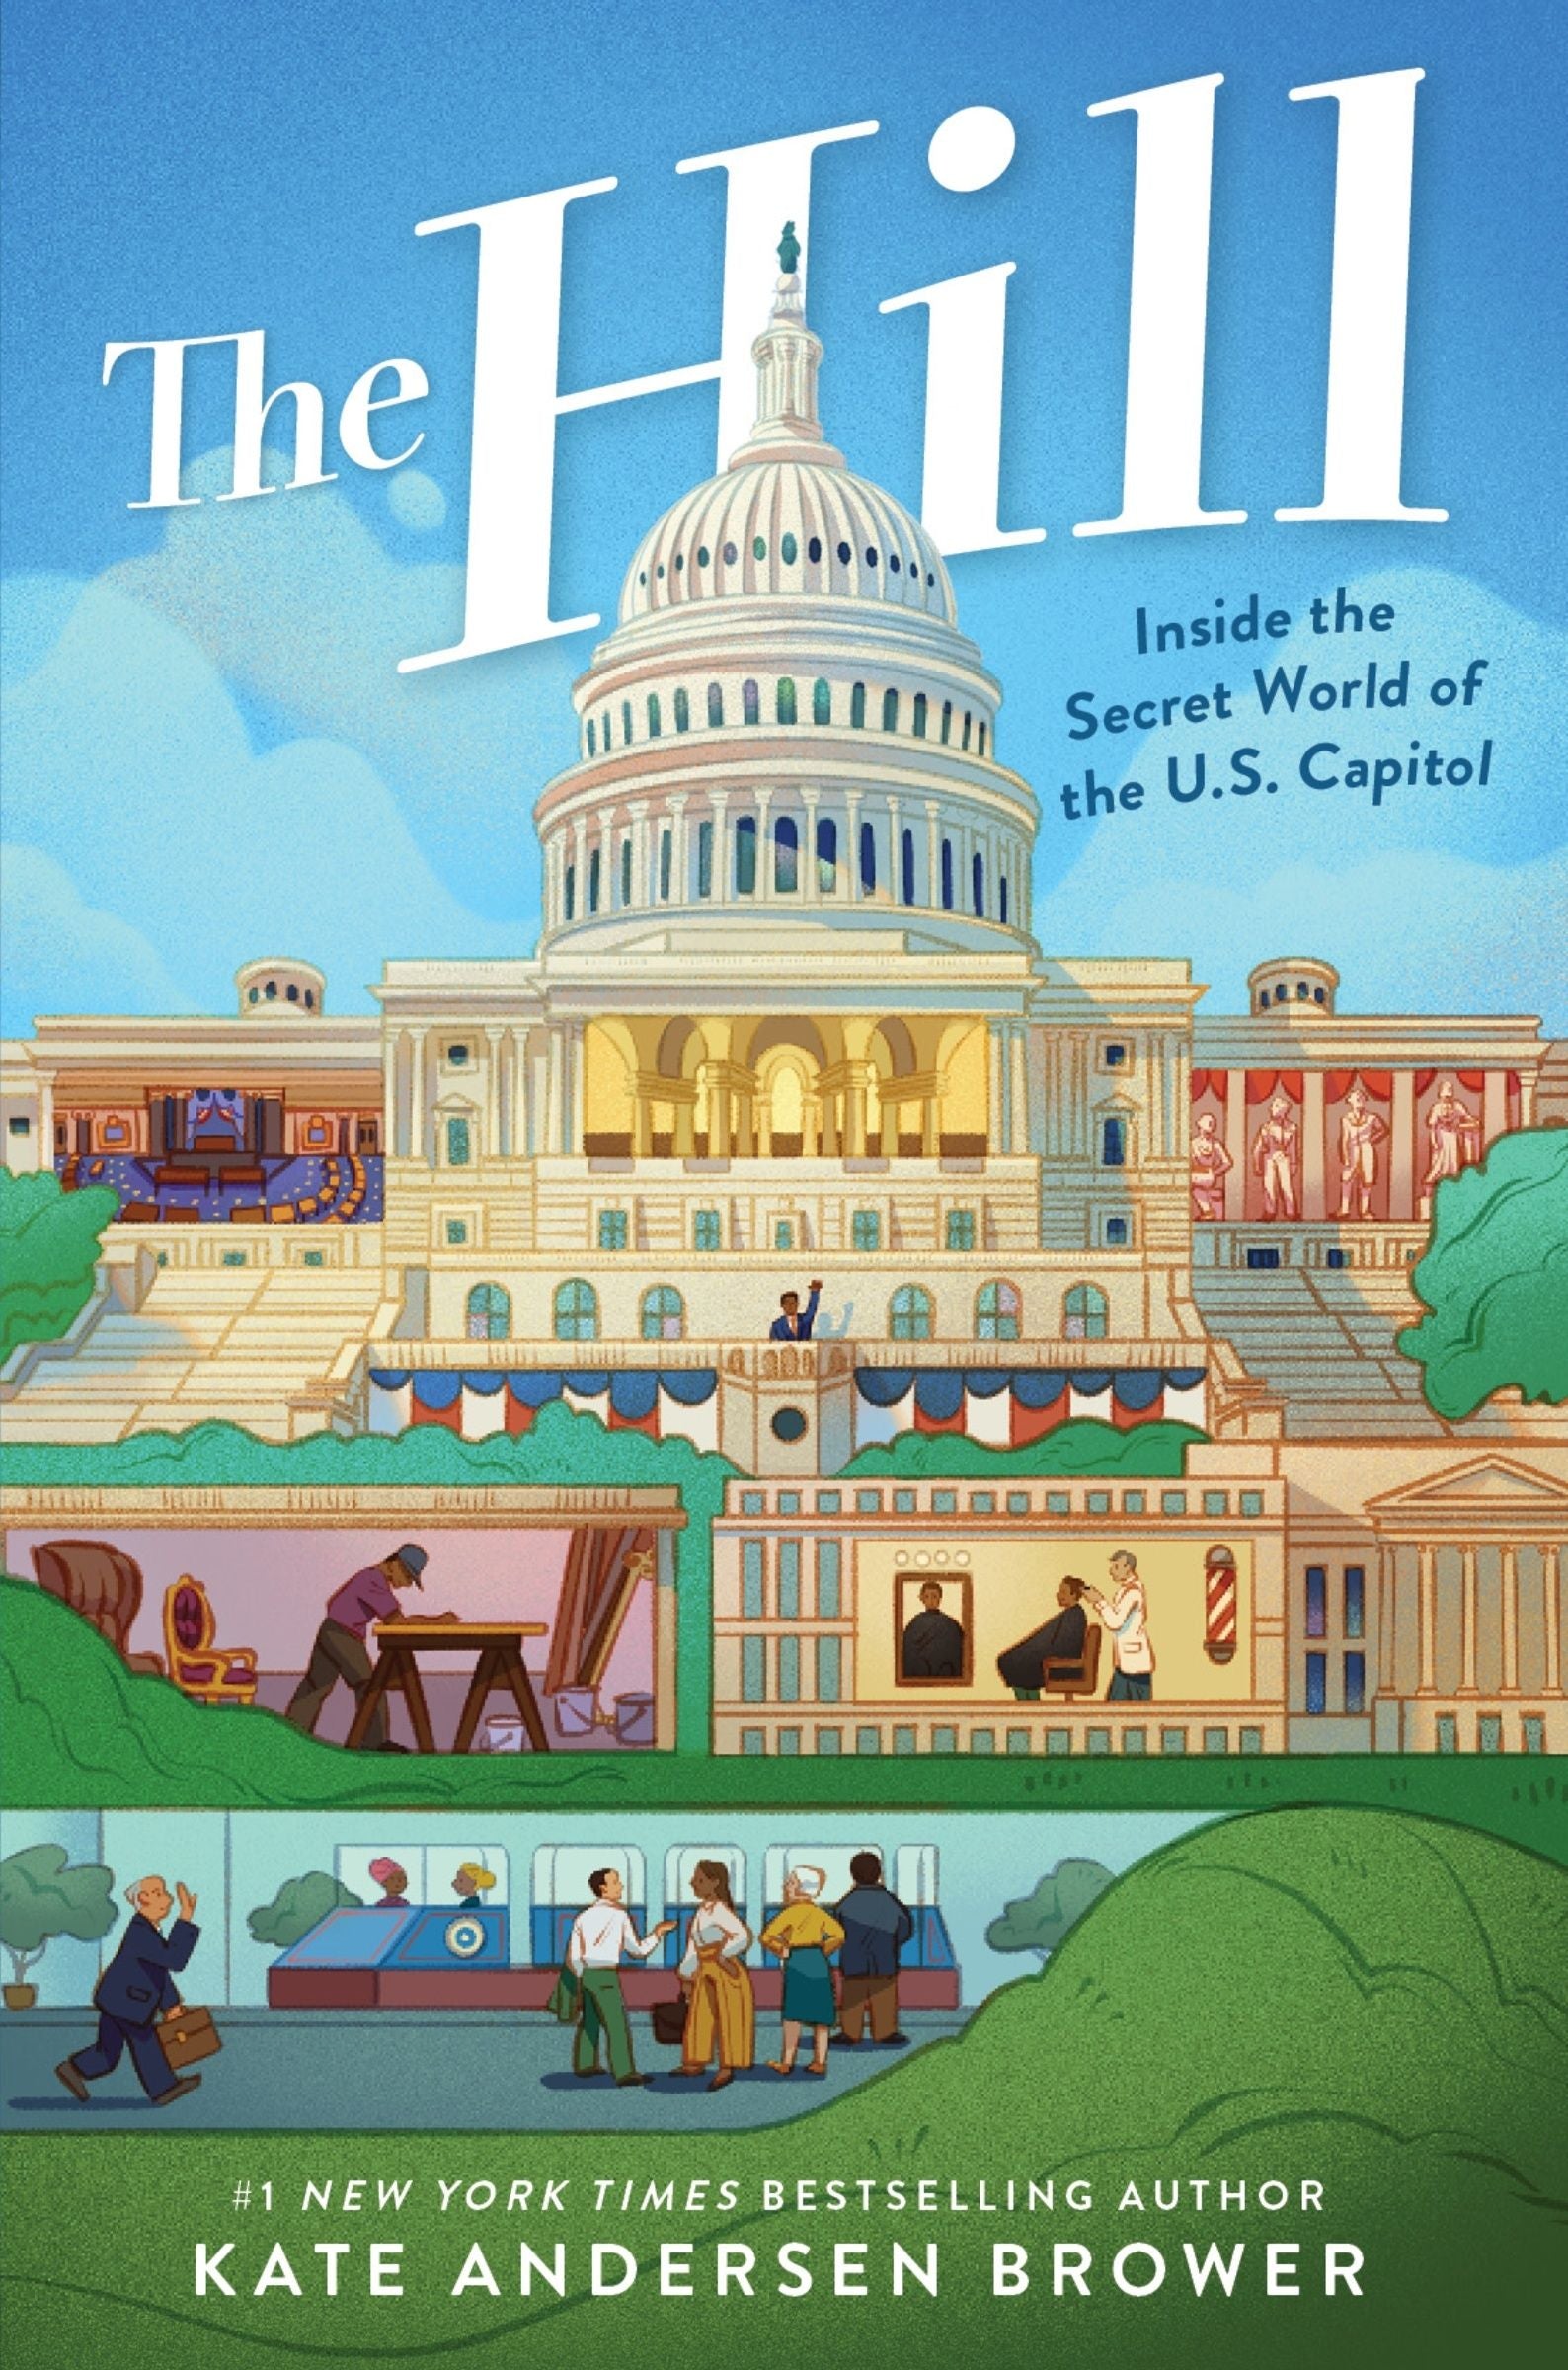 The Hill
Inside the
Secret World of
the U.S. Capitol
#1 NEW YORK TIMES BESTSELLING AUTHOR
KATE ANDERSEN BROWER